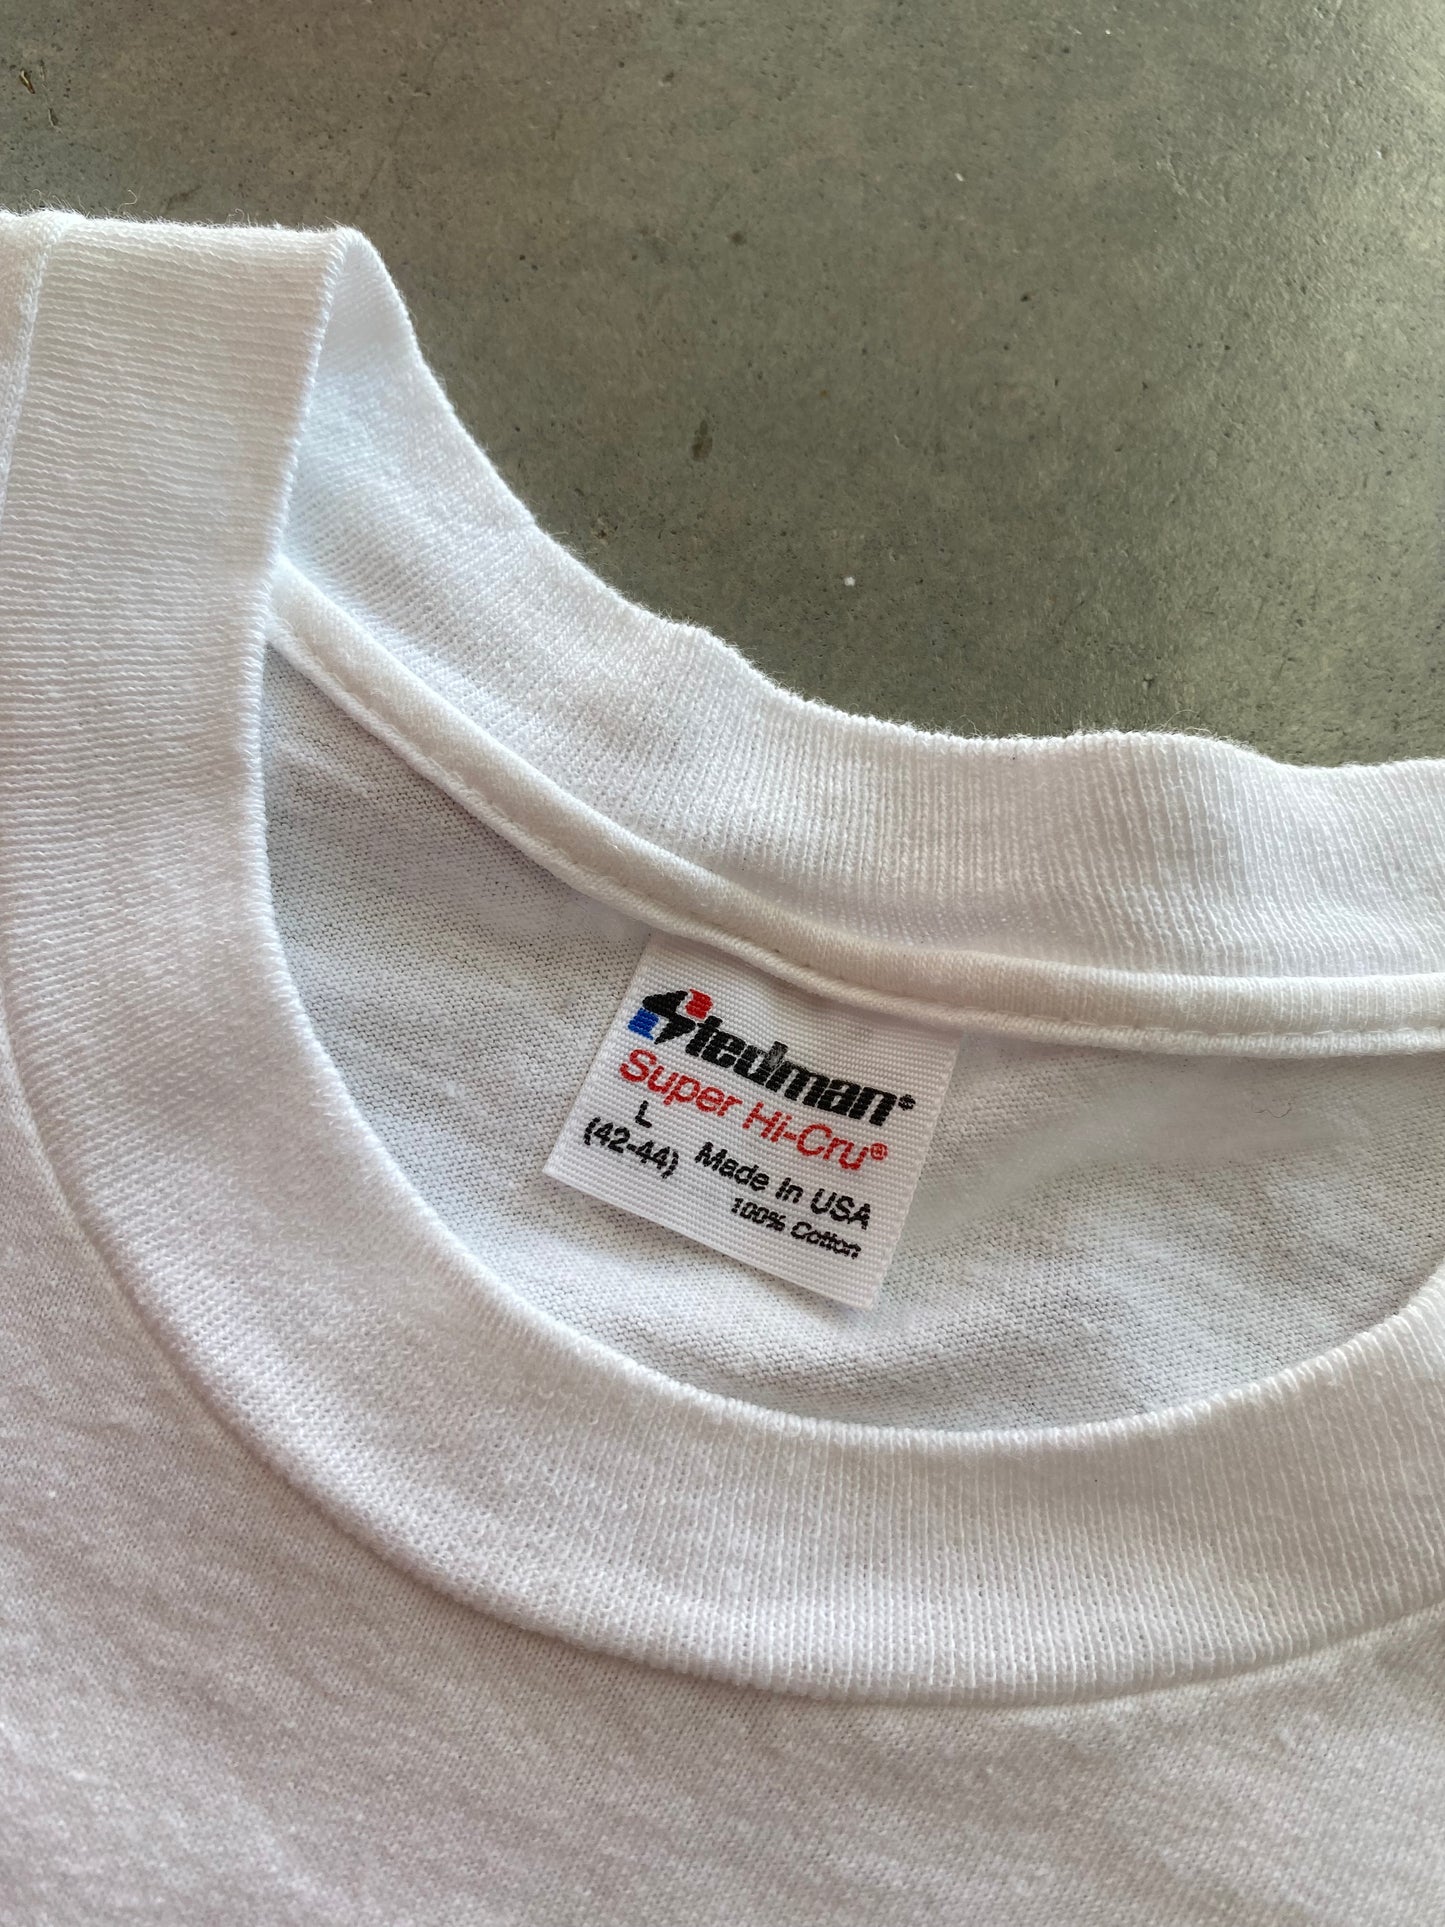 Stedman®
Super Hi-Cru®
L
(42-44)
Made In USA
100% Cotton